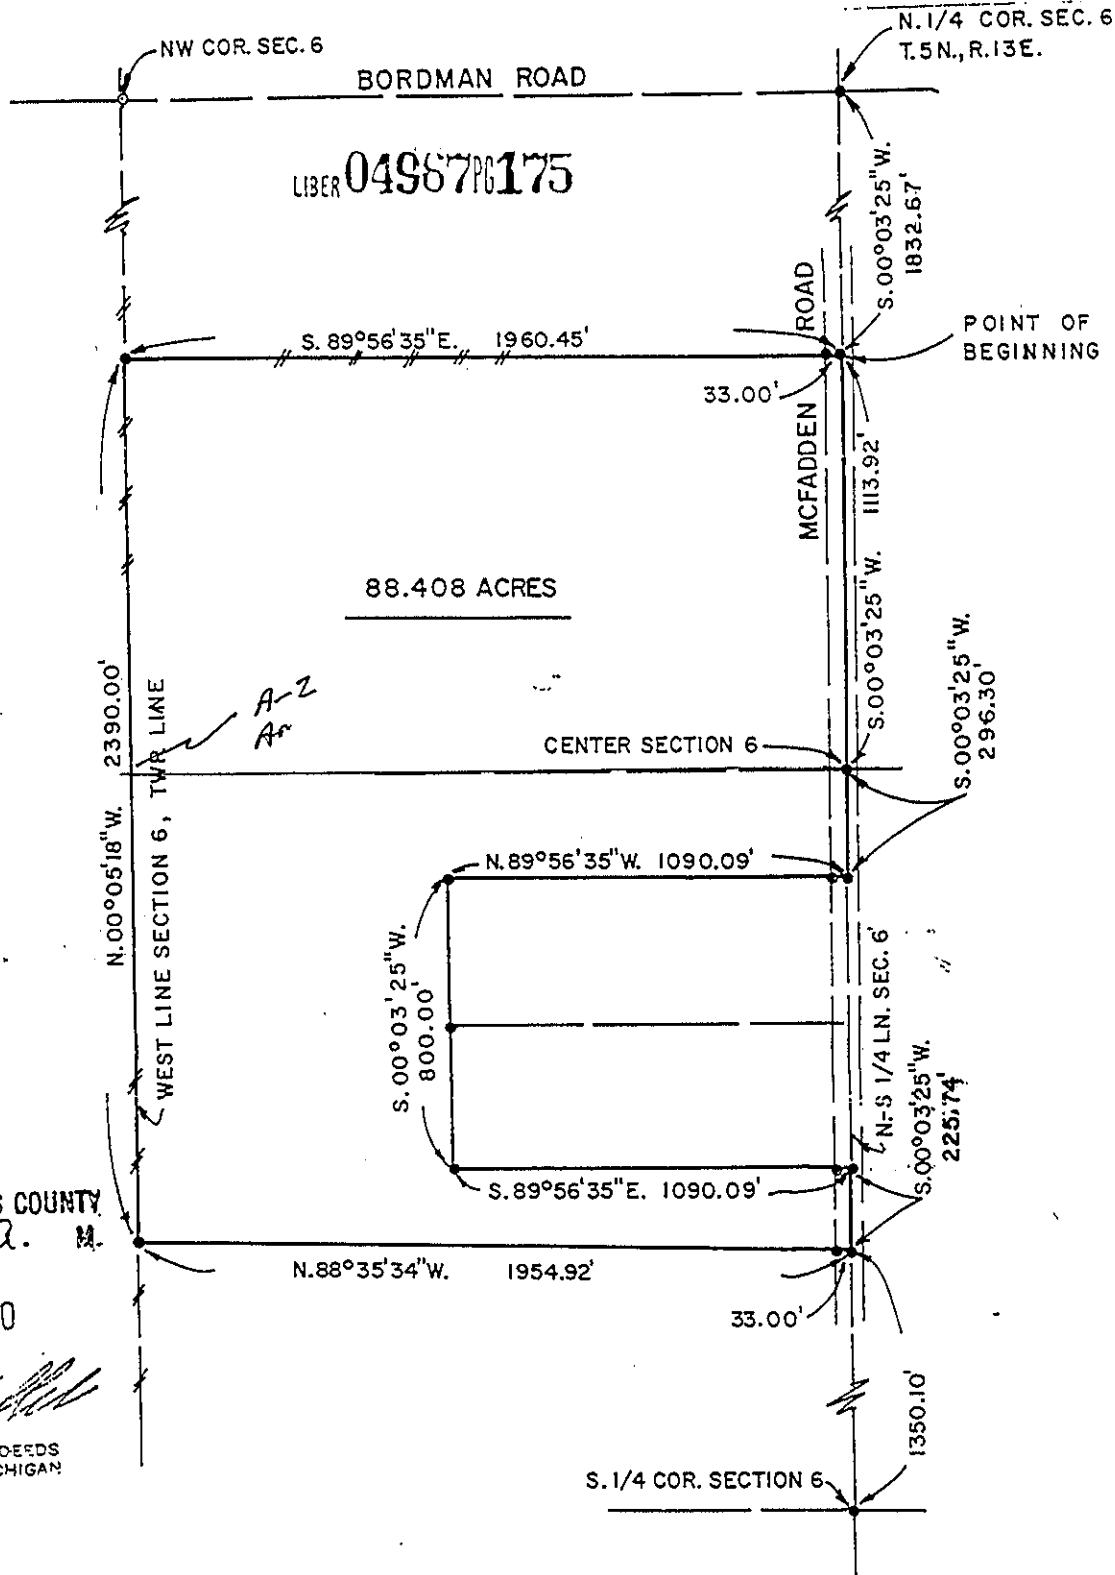 N. 1/4 COR. SEC. 6
T.5N., R.13E.
NW COR. SEC. 6
BORDMAN ROAD
LIBER 04967PG175
S.00°03'25"W.
1832.67'
S. 89°56'35"E. 1960.45'
POINT OF
BEGINNING
33.00'
MCFADDEN ROAD
1113.92'
S.00°03'25"W.
88.408 ACRES
2390.00'
N.00°05'18"W.
WEST LINE SECTION 6, TWP. LINE
A-2
CENTER SECTION 6
S.00°03'25"W.
296.30'
N.89°56'35"W. 1090.09'
S.00°03'25"W.
800.00'
N-S 1/4 LN. SEC. 6
S.00°03'25"W.
225.74'
S.89°56'35"E. 1090.09'
S COUNTY
M.
N.88°35'34"W. 1954.92'
0
33.00'
1350.10'
DEEDS
CHIGAN
S. 1/4 COR. SECTION 6